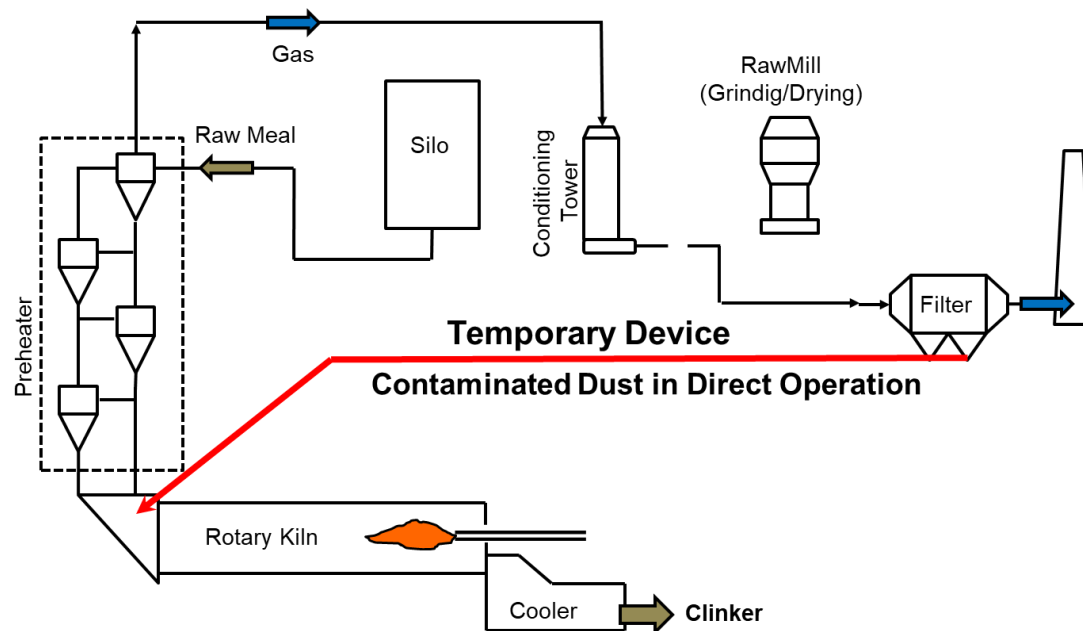 Gas
RawMill
(Grindig/Drying)
Raw Meal
Silo
Conditioning
Tower
Preheater
Filter
Temporary Device
Contaminated Dust in Direct Operation
Rotary Kiln
Cooler
Clinker